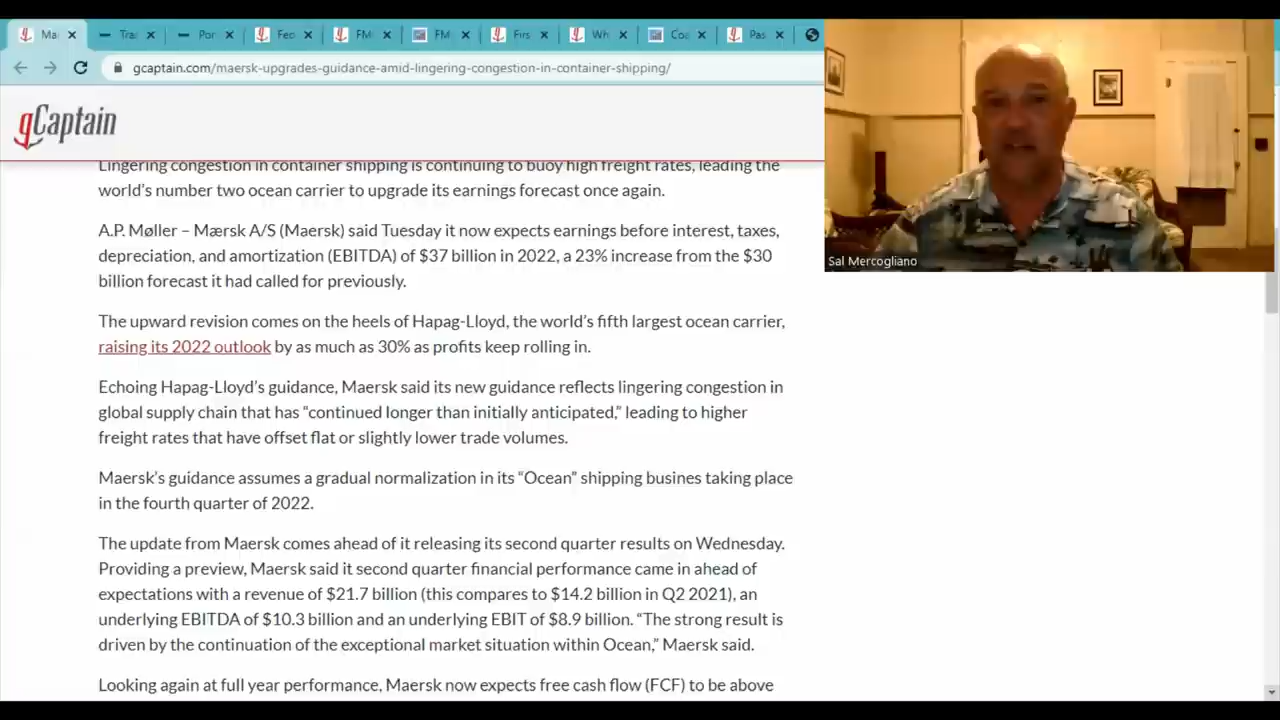 Ma
Tra
Por
Fep
FM
FM
Firs
Wh
Coa
Pas
gcaptain.com/maersk-upgrades-guidance-amid-lingering-congestion-in-container-shipping/
gCaptain
Sal Mercogliano
Lingering congestion in container shipping is continuing to buoy high freight rates, leading the
world's number two ocean carrier to upgrade its earnings forecast once again.
A.P. Møller – Mærsk A/S (Maersk) said Tuesday it now expects earnings before interest, taxes,
depreciation, and amortization (EBITDA) of $37 billion in 2022, a 23% increase from the $30
billion forecast it had called for previously.
The upward revision comes on the heels of Hapag-Lloyd, the world's fifth largest ocean carrier,
raising its 2022 outlook by as much as 30% as profits keep rolling in.
Echoing Hapag-Lloyd's guidance, Maersk said its new guidance reflects lingering congestion in
global supply chain that has “continued longer than initially anticipated,” leading to higher
freight rates that have offset flat or slightly lower trade volumes.
Maersk's guidance assumes a gradual normalization in its “Ocean” shipping busines taking place
in the fourth quarter of 2022.
The update from Maersk comes ahead of it releasing its second quarter results on Wednesday.
Providing a preview, Maersk said it second quarter financial performance came in ahead of
expectations with a revenue of $21.7 billion (this compares to $14.2 billion in Q2 2021), an
underlying EBITDA of $10.3 billion and an underlying EBIT of $8.9 billion. “The strong result is
driven by the continuation of the exceptional market situation within Ocean,” Maersk said.
Looking again at full year performance, Maersk now expects free cash flow (FCF) to be above